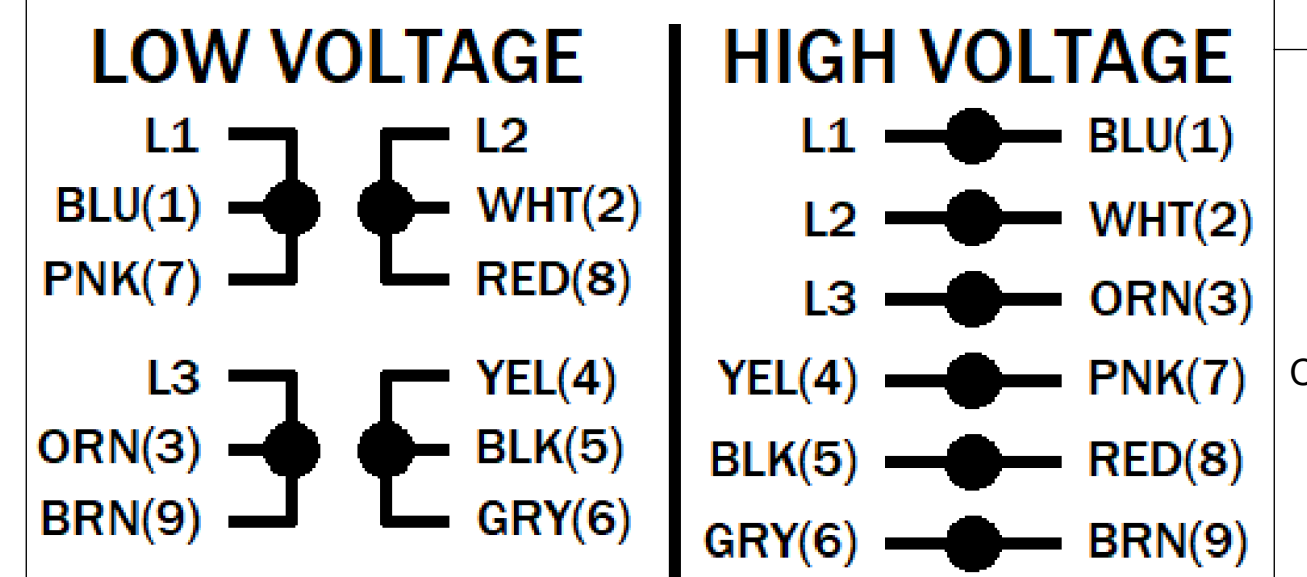 LOW VOLTAGE
L1 L2
BLU(1) WHT(2)
PNK(7) RED(8)
L3 YEL(4)
ORN(3) BLK(5)
BRN(9) GRY(6)
HIGH VOLTAGE
L1 BLU(1)
L2 WHT(2)
L3 ORN(3)
YEL(4) PNK(7)
BLK(5) RED(8)
GRY(6) BRN(9)